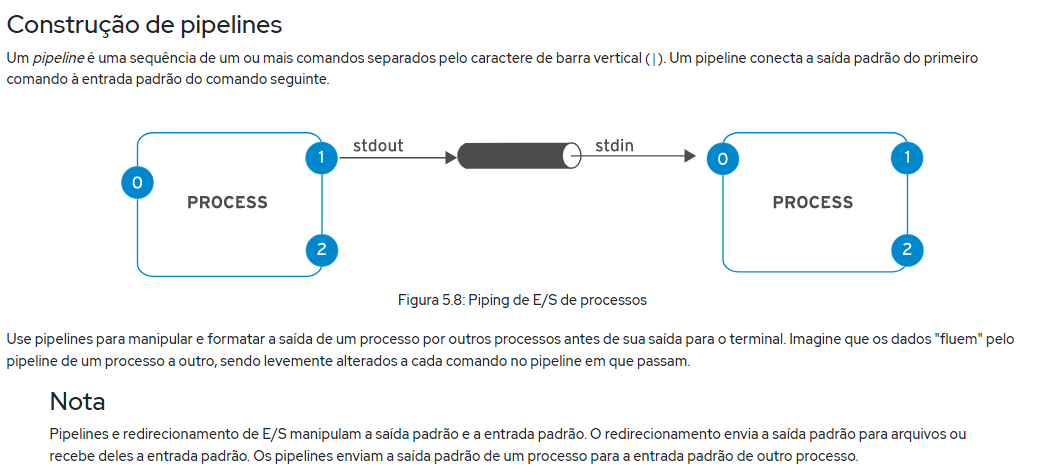 Construção de pipelines
Um pipeline é uma sequência de um ou mais comandos separados pelo caractere de barra vertical (|). Um pipeline conecta a saída padrão do primeiro
comando à entrada padrão do comando seguinte.
stdout
stdin
0
1
0
1
PROCESS
PROCESS
2
2
Figura 5.8: Piping de E/S de processos
Use pipelines para manipular e formatar a saída de um processo por outros processos antes de sua saída para o terminal. Imagine que os dados "fluem" pelo
pipeline de um processo a outro, sendo levemente alterados a cada comando no pipeline em que passam.
Nota
Pipelines e redirecionamento de E/S manipulam a saída padrão e a entrada padrão. O redirecionamento envia a saída padrão para arquivos ou
recebe deles a entrada padrão. Os pipelines enviam a saída padrão de um processo para a entrada padrão de outro processo.